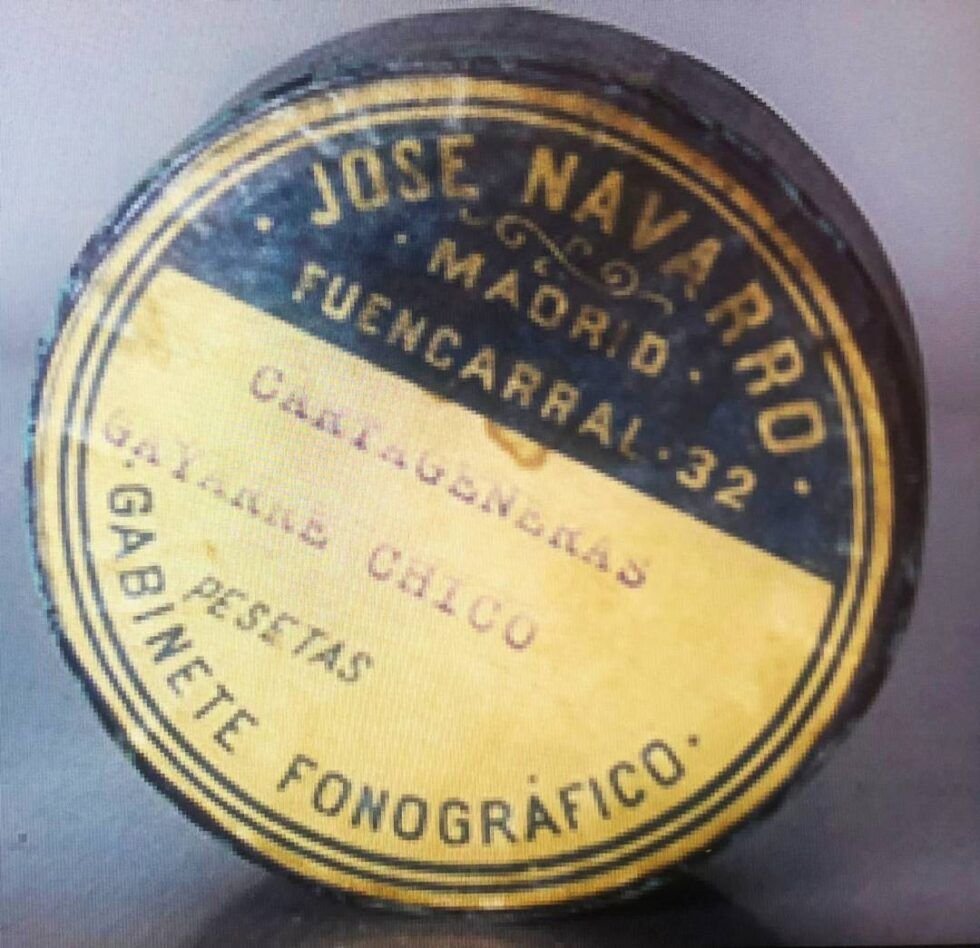 · JOSE NAVARRO ·
· MADRID ·
FUENCARRAL · 32
CARTAGENERAS
GAYARRE CHICO
PESETAS
· GABINETE FONOGRÁFICO ·